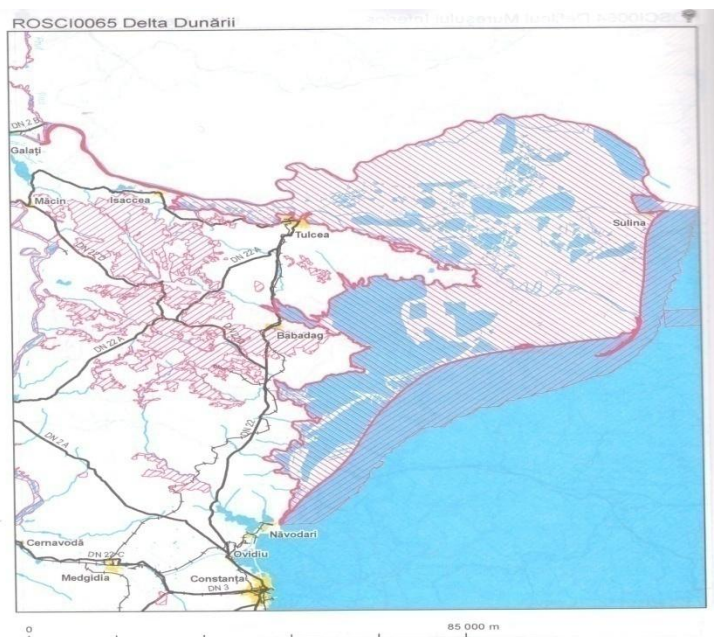 ROSCI0065 Delta Dunării
DN 2 B
Galați
Măcin
Isaccea
Tulcea
Sulina
DN 22 A
Babadag
DN 22 A
DN 22
DN 2 A
Năvodari
Cernavodă
Ovidiu
DN 22 C
Medgidia
Constanța
DN 3
0
85 000 m